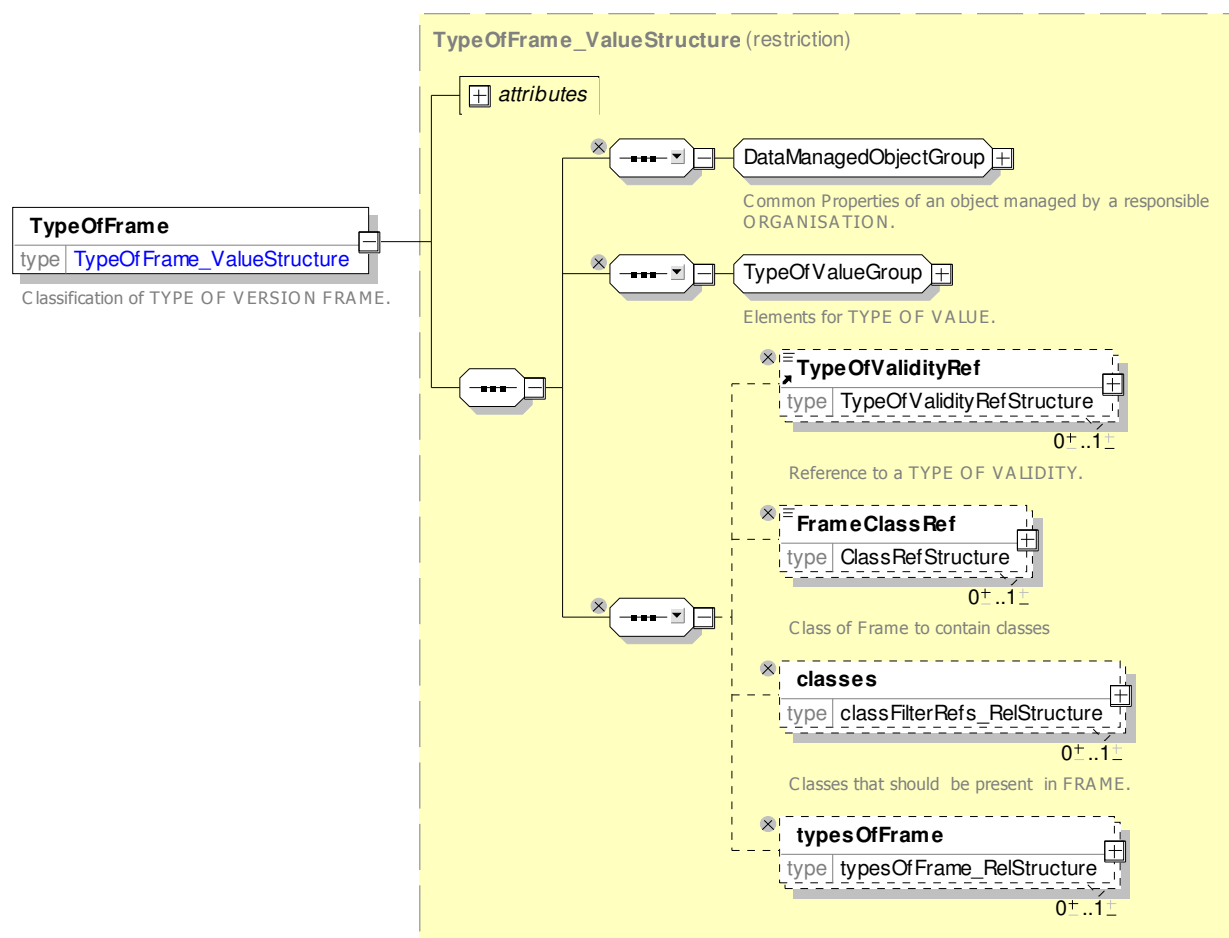 TypeOfFrame_ValueStructure (restriction)
attributes
DataManagedObjectGroup
Common Properties of an object managed by a responsible
ORGANISATION.
TypeOfFrame
type TypeOfFrame_ValueStructure
Classification of TYPE OF VERSION FRAME.
TypeOfValueGroup
Elements for TYPE OF VALUE.
TypeOfValidityRef
type TypeOfValidityRefStructure
0..1
Reference to a TYPE OF VALIDITY.
FrameClassRef
type ClassRefStructure
0..1
Class of Frame to contain classes
classes
type classFilterRefs_RelStructure
0..1
Classes that should be present in FRAME.
typesOfFrame
type typesOfFrame_RelStructure
0..1